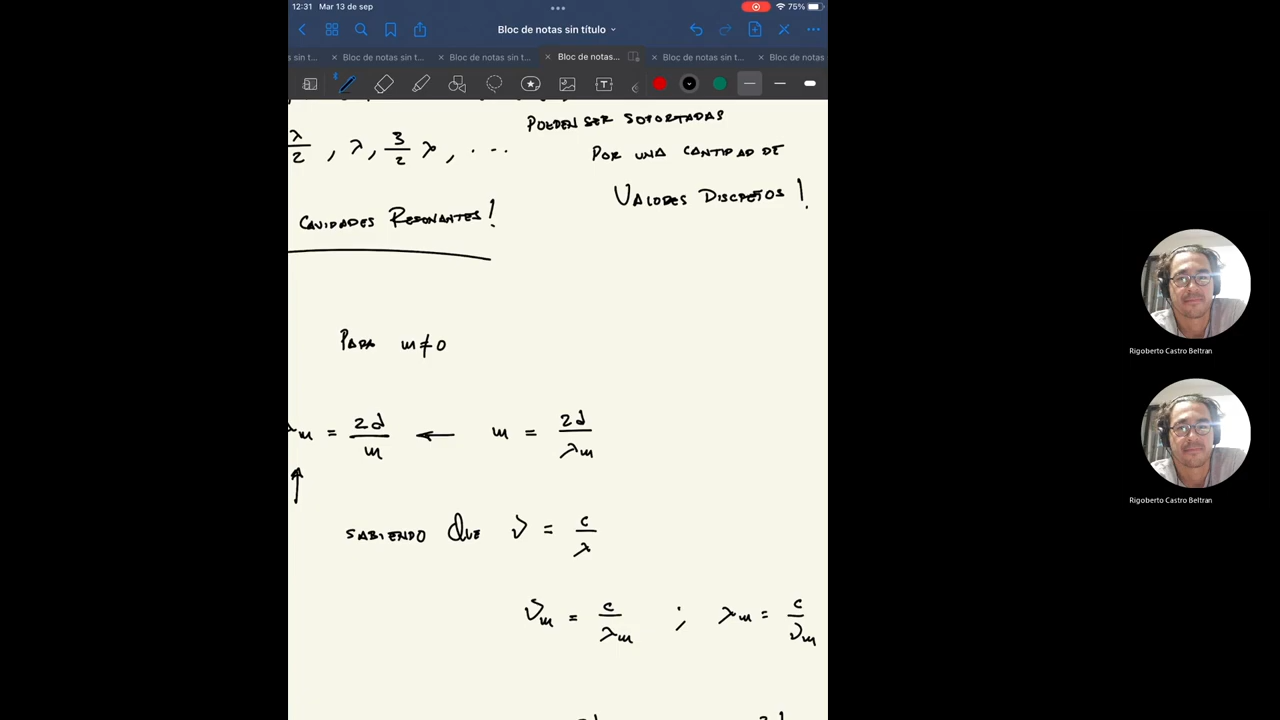 12:31 Mar 13 de sep 75%
Bloc de notas sin título
s sin t... Bloc de notas sin t... Bloc de notas sin t... Bloc de notas... Bloc de notas sin t... Bloc de notas
PUEDEN SER SOPORTADAS
λ/2 , λ, 3/2 λ, ...
POR UNA CANTIDAD DE
VALORES DISCRETOS !
CAVIDADES RESONANTES!
PARA m≠0
λm = 2d/m ← m = 2d/λm
SABIENDO QUE ν = c/λ
νm = c/λm ; λm = c/νm
Rigoberto Castro Beltran
Rigoberto Castro Beltran